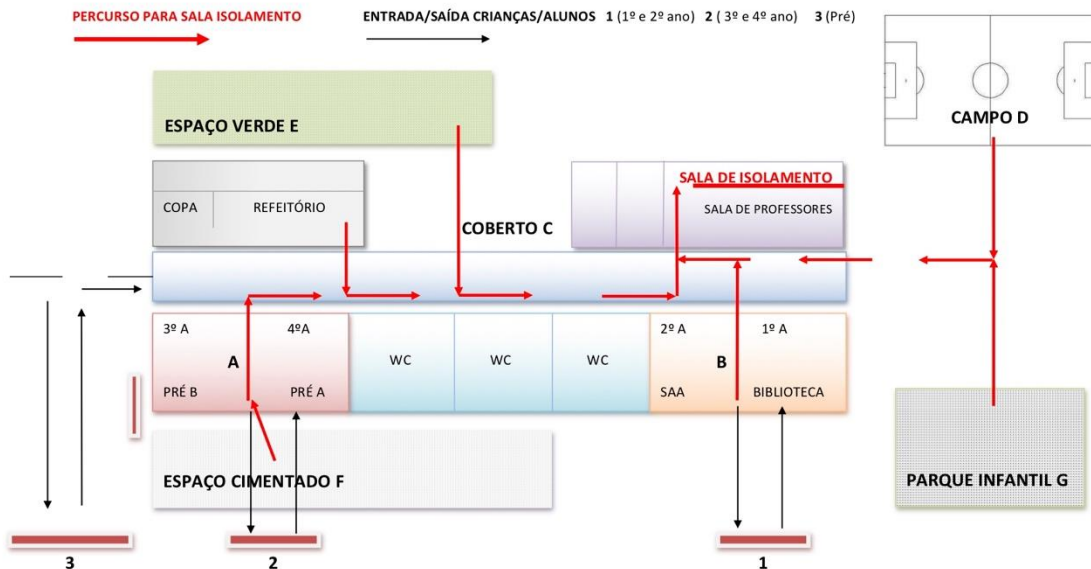 PERCURSO PARA SALA ISOLAMENTO
ENTRADA/SAÍDA CRIANÇAS/ALUNOS 1 (1º e 2º ano) 2 ( 3º e 4º ano) 3 (Pré)
ESPAÇO VERDE E
CAMPO D
COPA
REFEITÓRIO
SALA DE ISOLAMENTO
SALA DE PROFESSORES
COBERTO C
3º A
4ºA
A
PRÉ B
PRÉ A
WC
WC
WC
2º A
1º A
B
SAA
BIBLIOTECA
ESPAÇO CIMENTADO F
PARQUE INFANTIL G
3
2
1